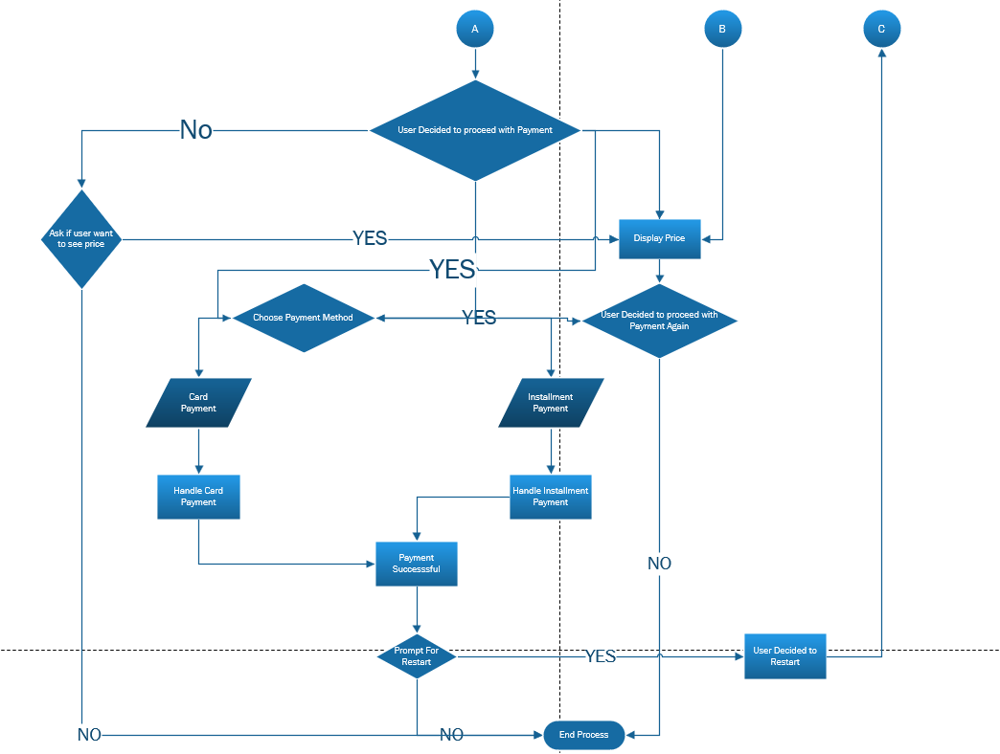 A
B
C
User Decided to proceed with Payment
No
Ask if user want
to see price
YES
Display Price
YES
Choose Payment Method
YES
User Decided to proceed with
Payment Again
Card
Payment
Installment
Payment
Handle Card
Payment
Handle Installment
Payment
Payment
Successsful
NO
Prompt For
Restart
YES
User Decided to
Restart
NO
NO
End Process